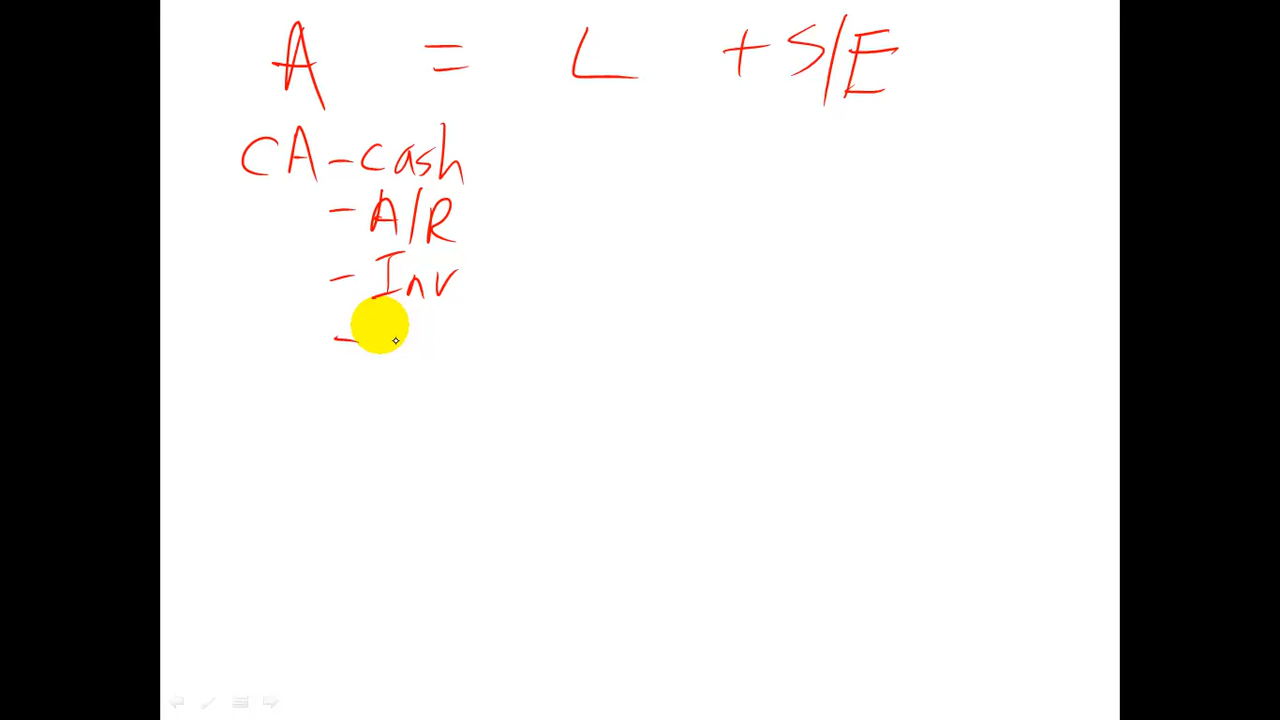 A = L + S/E
CA - cash
- A/R
- Inv
-